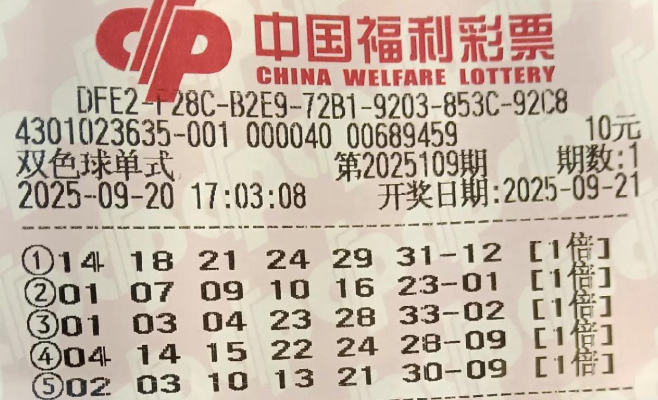 中国福利彩票
CHINA WELFARE LOTTERY
DFE2-F28C-B2E9-72B1-9203-853C-92C8
4301023635-001 000040 00689459 10元
双色球单式 第2025109期 期数:1
2025-09-20 17:03:08 开奖日期:2025-09-21
①14 18 21 24 29 31-12 [1倍]
②01 07 09 10 16 23-01 [1倍]
③01 03 04 23 28 33-02 [1倍]
④04 14 15 22 24 28-09 [1倍]
⑤02 03 10 13 21 30-09 [1倍]